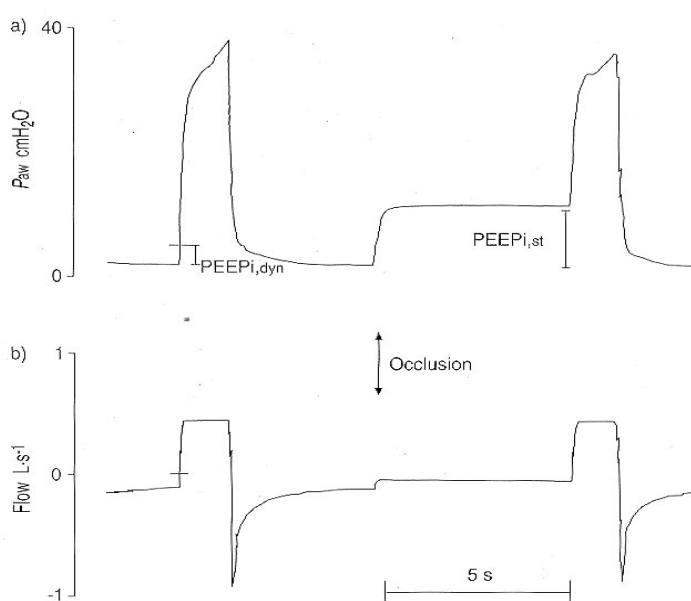 a)
40
Paw cmH2O
0
PEEPi,dyn
PEEPi,st
b)
1
Occlusion
Flow L·s-1
0
5 s
-1